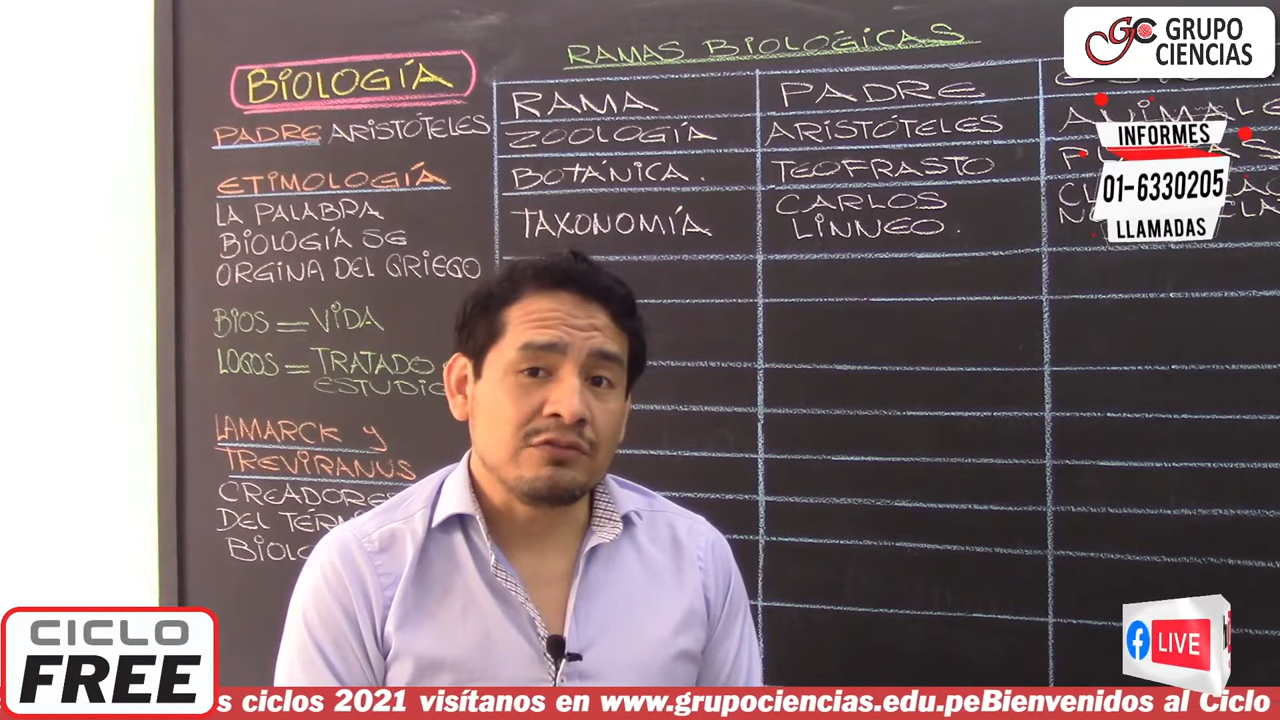 BIOLOGÍA
PADRE ARISTÓTELES
ETIMOLOGÍA
LA PALABRA
BIOLOGÍA SE
ORGINA DEL GRIEGO
BIOS = VIDA
LOGOS = TRATADO
ESTUDIO
LAMARCK Y
TREVIRANUS
CREADORES
DEL
RAMAS BIOLÓGICAS
RAMA PADRE
ZOOLOGÍA ARISTÓTELES
BOTÁNICA. TEOFRASTO
TAXONOMÍA CARLOS
LINNEO.
GC GRUPO
CIENCIAS
INFORMES
01-6330205
LLAMADAS
CICLO
FREE
f LIVE
s ciclos 2021 visítanos en www.grupociencias.edu.peBienvenidos al Ciclo